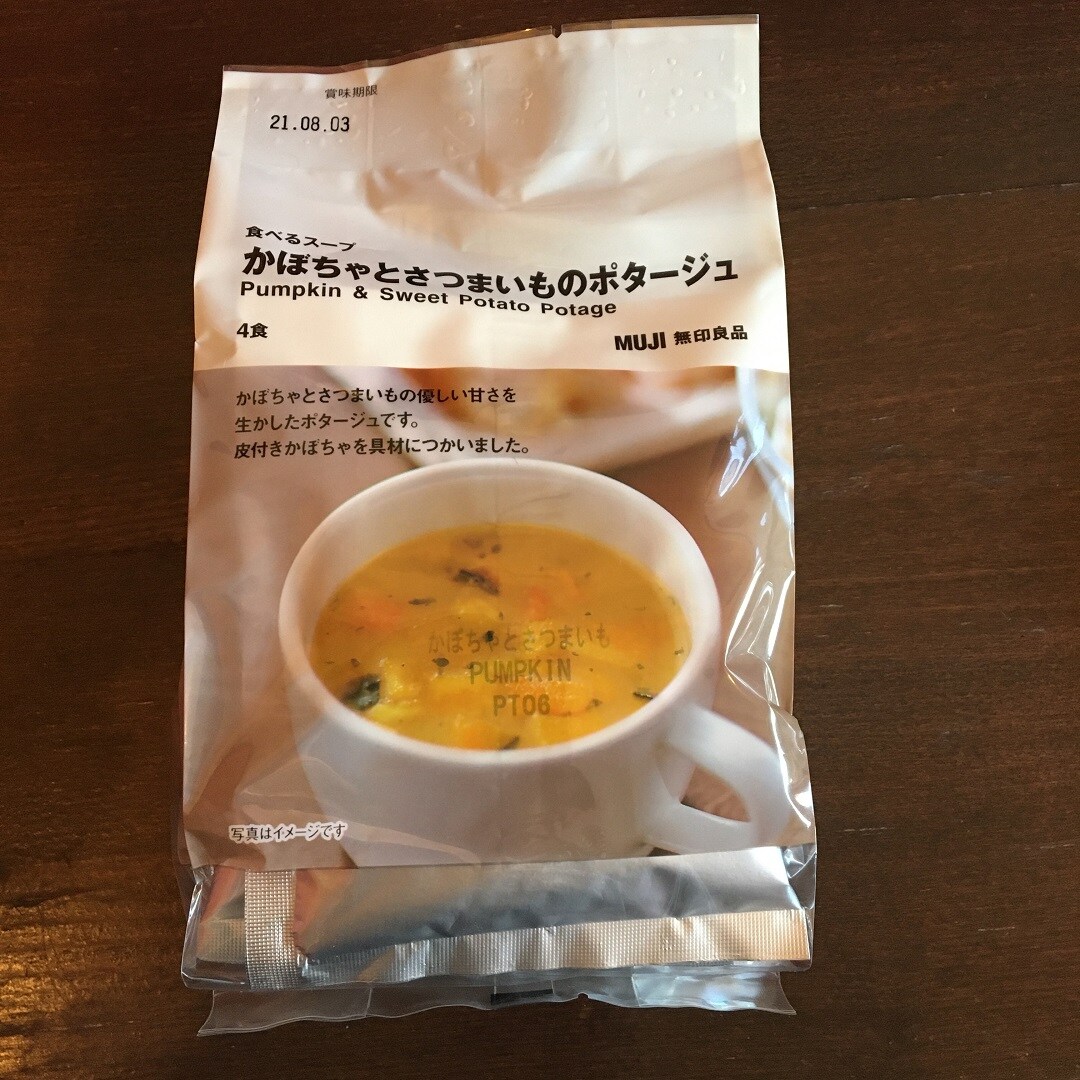 賞味期限
21.08.03
食べるスープ
かぼちゃとさつまいものポタージュ
Pumpkin & Sweet Potato Potage
4食
MUJI 無印良品
かぼちゃとさつまいもの優しい甘さを
生かしたポタージュです。
皮付きかぼちゃを具材につかいました。
かぼちゃとさつまいも
PUMPKIN
PT06
写真はイメージです